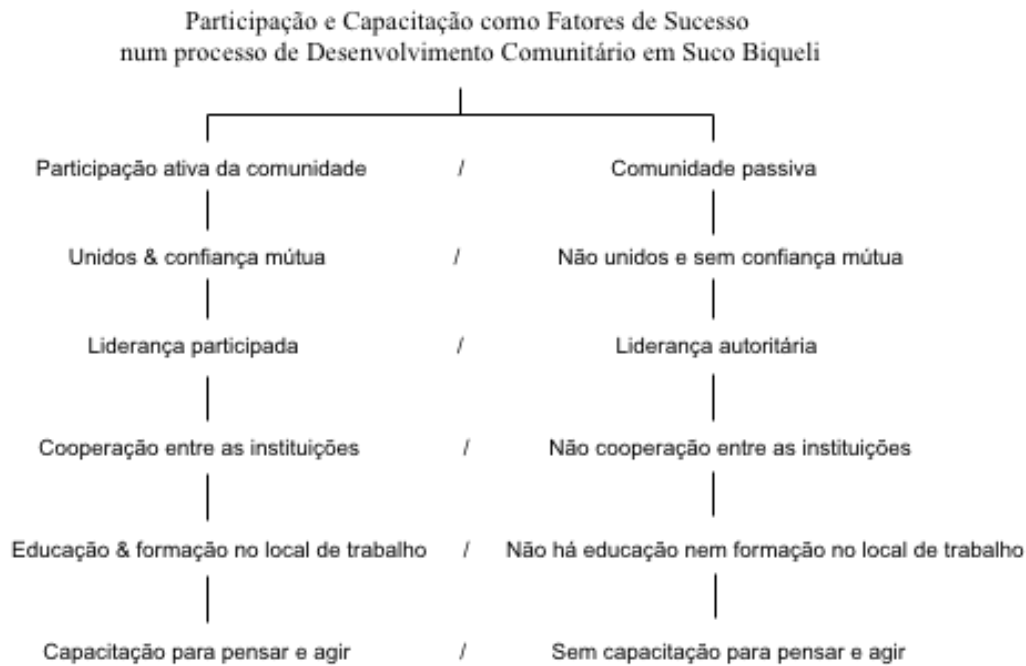 Participação e Capacitação como Fatores de Sucesso
num processo de Desenvolvimento Comunitário em Suco Biqueli
Participação ativa da comunidade / Comunidade passiva
Unidos & confiança mútua / Não unidos e sem confiança mútua
Liderança participada / Liderança autoritária
Cooperação entre as instituições / Não cooperação entre as instituições
Educação & formação no local de trabalho / Não há educação nem formação no local de trabalho
Capacitação para pensar e agir / Sem capacitação para pensar e agir